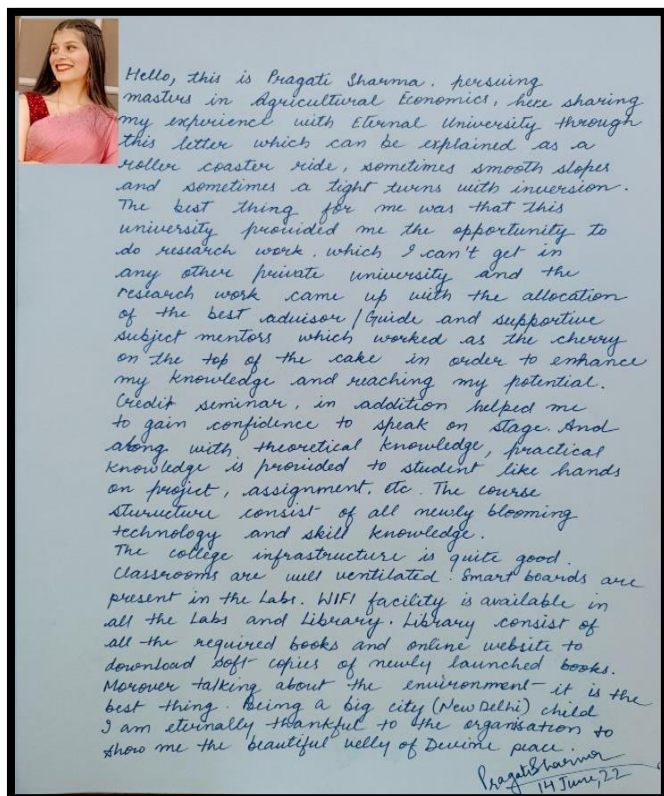 Hello, this is Pragati Sharma. persuing
masters in Agricultural Economics, here sharing
my experience with Eternal University through
this letter which can be explained as a
roller coaster ride, sometimes smooth slopes
and sometimes a tight turns with inversion.
The best thing for me was that this
university provided me the opportunity to
do research work, which I can't get in
any other private university and the
research work came up with the allocation
of the best advisor/Guide and supportive
subject mentors which worked as the cherry
on the top of the cake in order to enhance
my knowledge and reaching my potential.
Credit seminar, in addition helped me
to gain confidence to speak on stage. And
along with theoretical knowledge, practical
knowledge is provided to student like hands
on project, assignment, etc. The course
sturucture consist of all newly blooming
technology and skill knowledge.
The college infrastructure is quite good.
Classrooms are well ventilated. Smart boards are
present in the Labs. WIFI facility is available in
all the Labs and Library. Library consist of
all the required books and online website to
download soft copies of newly launched books.
Morover talking about the environment- it is the
best thing. Being a big city (New Delhi) child
I am eternally thankful to the organisation to
show me the beautiful velly of Devine peace.
Pragati Sharma
14 June, 22